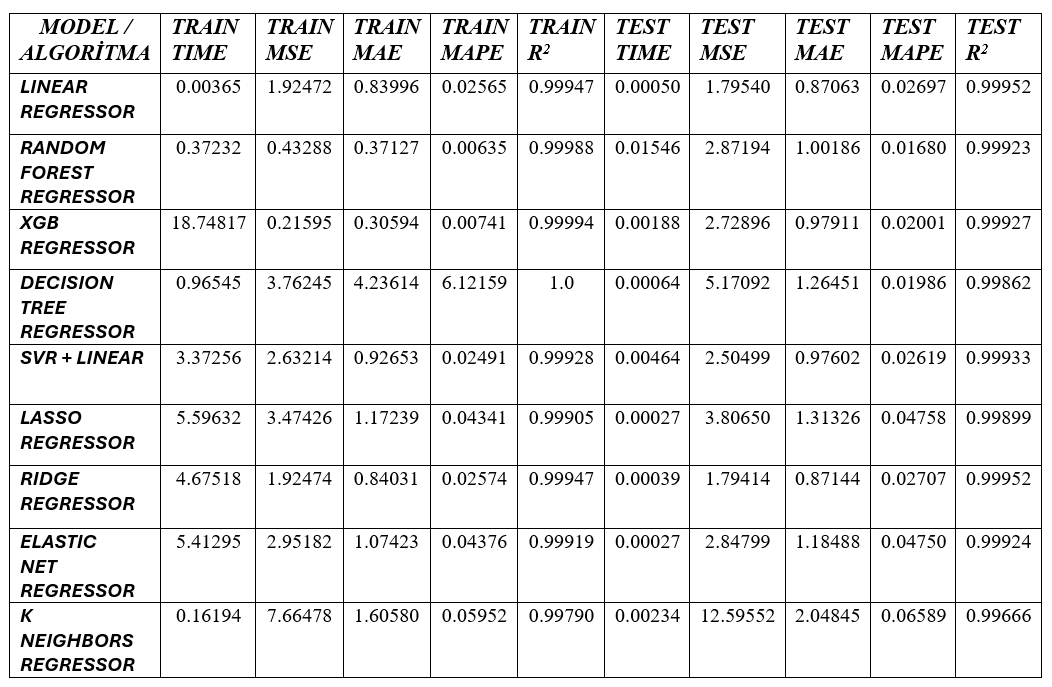 MODEL / ALGORİTMA TRAIN TIME TRAIN MSE TRAIN MAE TRAIN MAPE TRAIN R² TEST TIME TEST MSE TEST MAE TEST MAPE TEST R²
LINEAR REGRESSOR 0.00365 1.92472 0.83996 0.02565 0.99947 0.00050 1.79540 0.87063 0.02697 0.99952
RANDOM FOREST REGRESSOR 0.37232 0.43288 0.37127 0.00635 0.99988 0.01546 2.87194 1.00186 0.01680 0.99923
XGB REGRESSOR 18.74817 0.21595 0.30594 0.00741 0.99994 0.00188 2.72896 0.97911 0.02001 0.99927
DECISION TREE REGRESSOR 0.96545 3.76245 4.23614 6.12159 1.0 0.00064 5.17092 1.26451 0.01986 0.99862
SVR + LINEAR 3.37256 2.63214 0.92653 0.02491 0.99928 0.00464 2.50499 0.97602 0.02619 0.99933
LASSO REGRESSOR 5.59632 3.47426 1.17239 0.04341 0.99905 0.00027 3.80650 1.31326 0.04758 0.99899
RIDGE REGRESSOR 4.67518 1.92474 0.84031 0.02574 0.99947 0.00039 1.79414 0.87144 0.02707 0.99952
ELASTIC NET REGRESSOR 5.41295 2.95182 1.07423 0.04376 0.99919 0.00027 2.84799 1.18488 0.04750 0.99924
K NEIGHBORS REGRESSOR 0.16194 7.66478 1.60580 0.05952 0.99790 0.00234 12.59552 2.04845 0.06589 0.99666